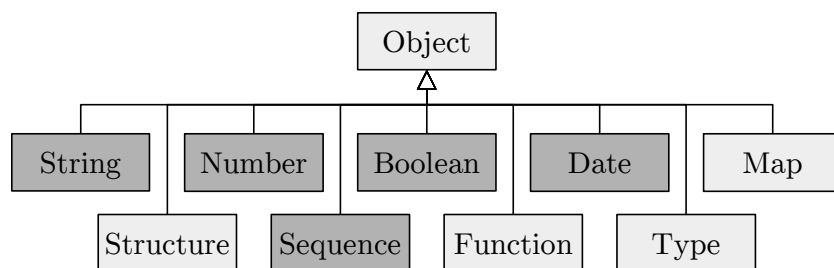 Object
String Number Boolean Date Map
Structure Sequence Function Type